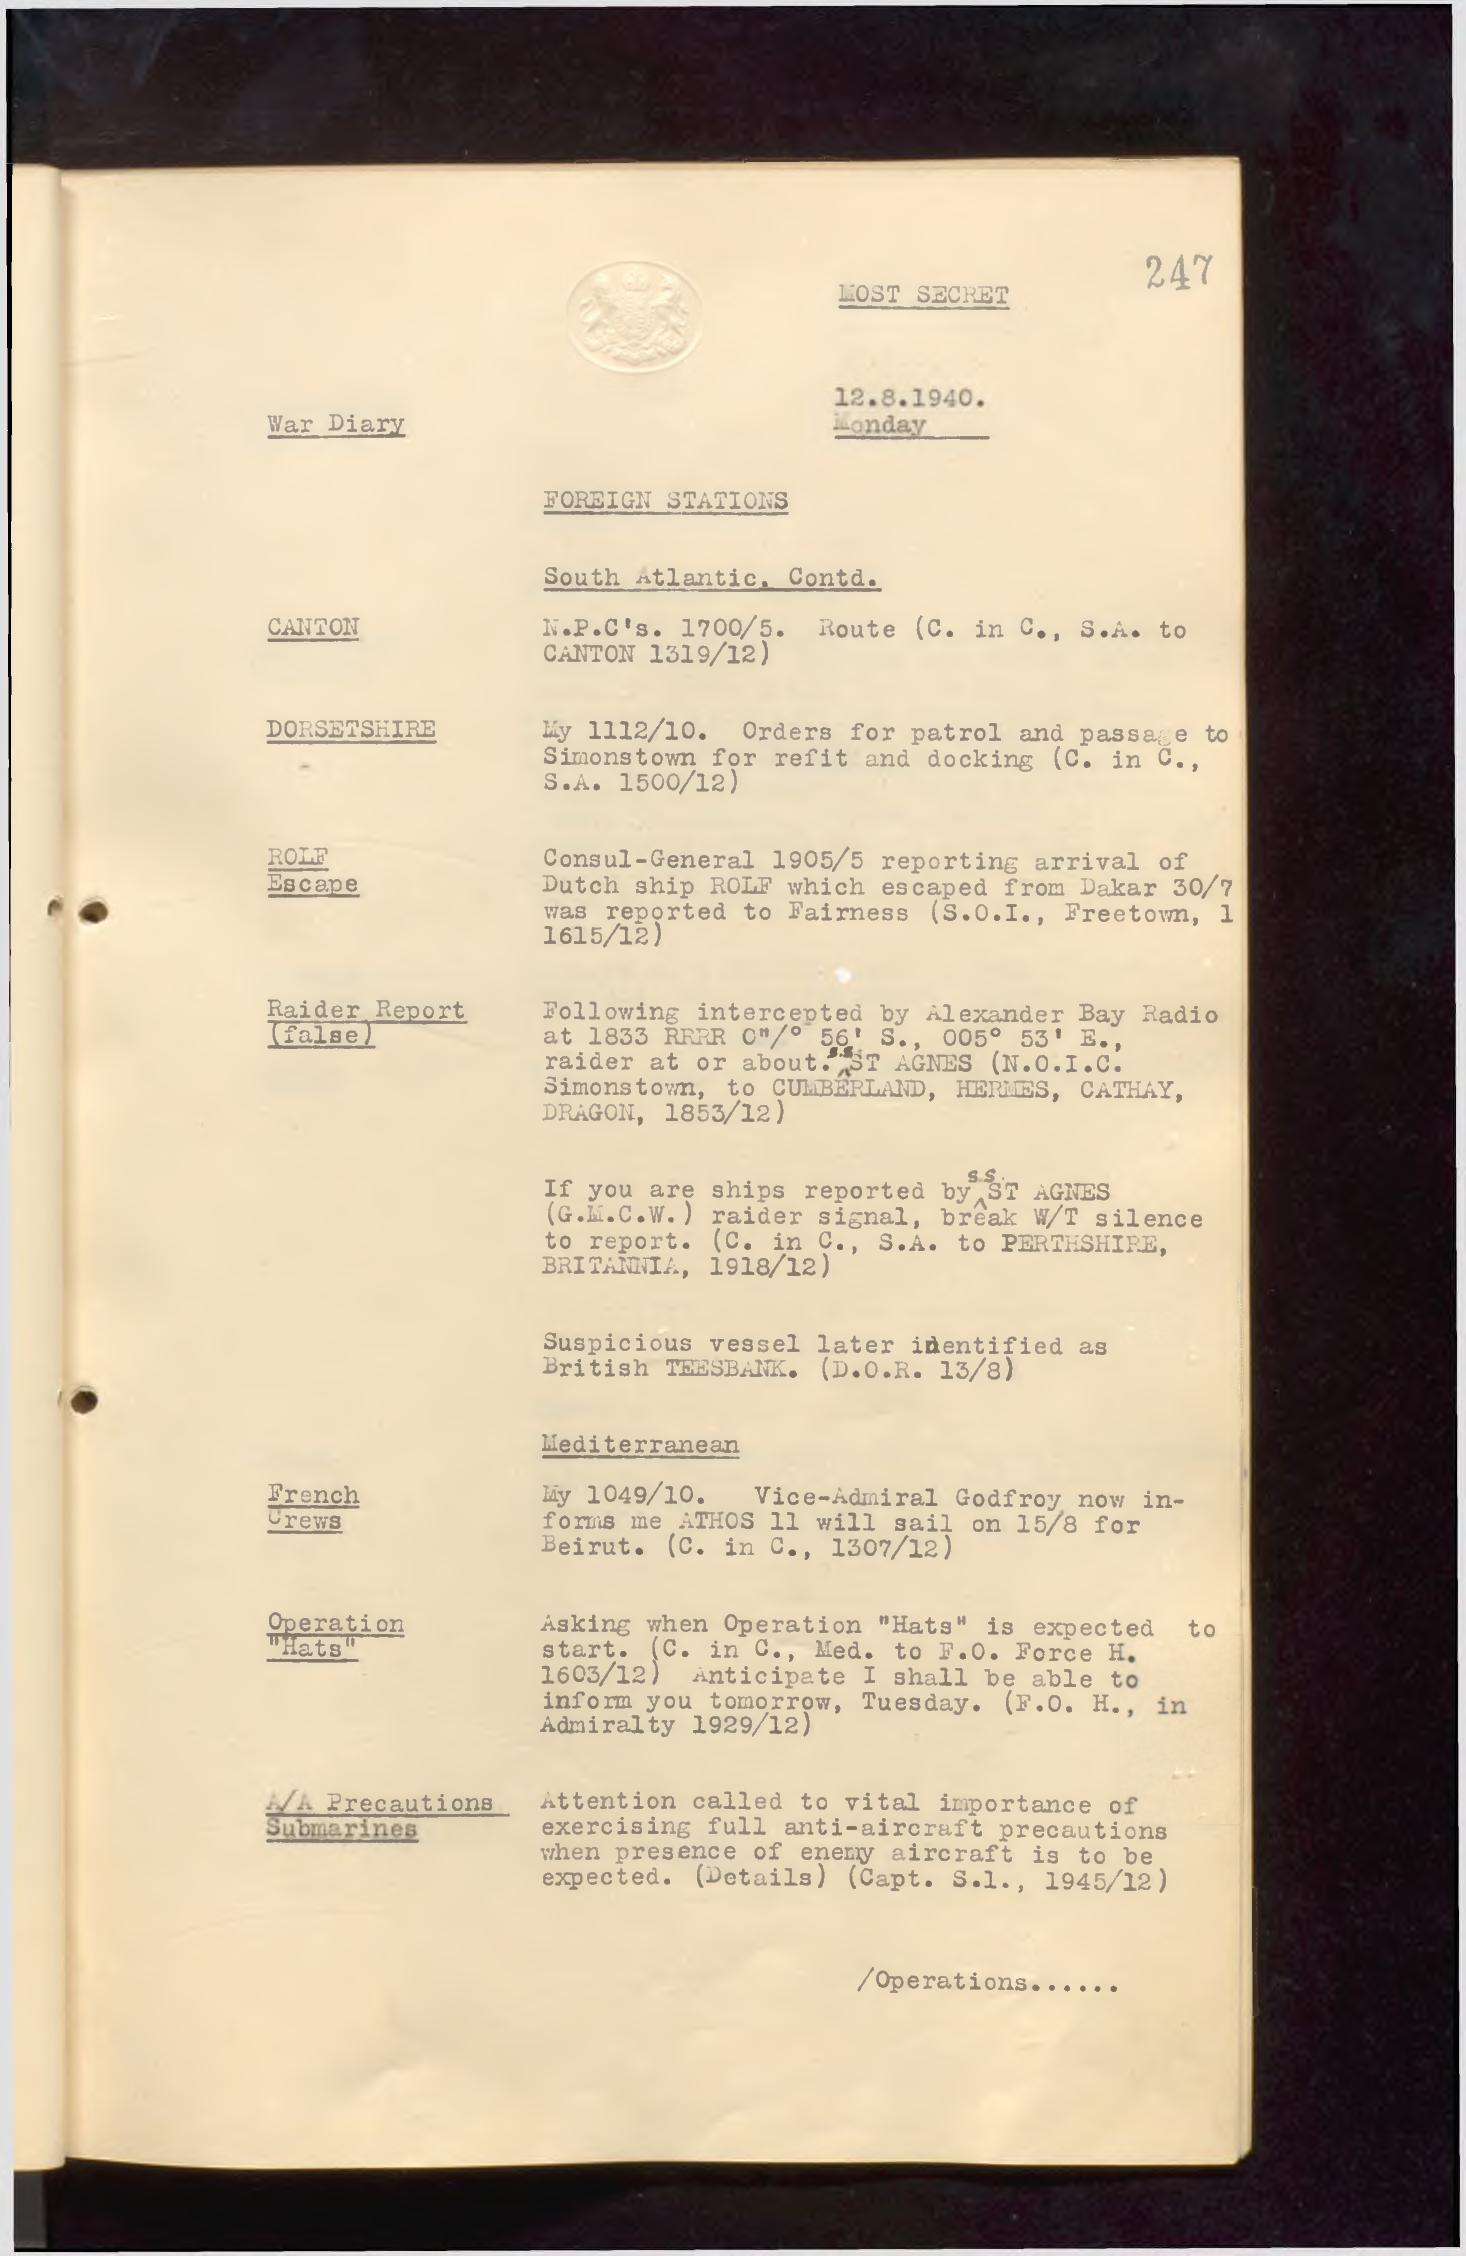 247
MOST SECRET
12.8.1940.
War Diary
Monday
FOREIGN STATIONS
South Atlantic. Contd.
CANTON N.P.C's. 1700/5. Route (C. in C., S.A. to
CANTON 1319/12)
DORSETSHIRE My 1112/10. Orders for patrol and passage to
Simonstown for refit and docking (C. in C.,
S.A. 1500/12)
ROLF Consul-General 1905/5 reporting arrival of
Escape Dutch ship ROLF which escaped from Dakar 30/7
was reported to Fairness (S.O.I., Freetown, 1
1615/12)
Raider Report Following intercepted by Alexander Bay Radio
(false) at 1833 RRRR 0"/° 56' S., 005° 53' E.,
raider at or about. S.S. ST AGNES (N.O.I.C.
Simonstown, to CUMBERLAND, HERMES, CATHAY,
DRAGON, 1853/12)
If you are ships reported by S.S. ST AGNES
(G.M.C.W.) raider signal, break W/T silence
to report. (C. in C., S.A. to PERTHSHIRE,
BRITANNIA, 1918/12)
Suspicious vessel later identified as
British TEESBANK. (D.O.R. 13/8)
Mediterranean
French My 1049/10. Vice-Admiral Godfroy now in-
Crews forms me ATHOS 11 will sail on 15/8 for
Beirut. (C. in C., 1307/12)
Operation Asking when Operation "Hats" is expected to
"Hats" start. (C. in C., Med. to F.O. Force H.
1603/12) Anticipate I shall be able to
inform you tomorrow, Tuesday. (F.O. H., in
Admiralty 1929/12)
A/A Precautions Attention called to vital importance of
Submarines exercising full anti-aircraft precautions
when presence of enemy aircraft is to be
expected. (Details) (Capt. S.1., 1945/12)
/Operations......